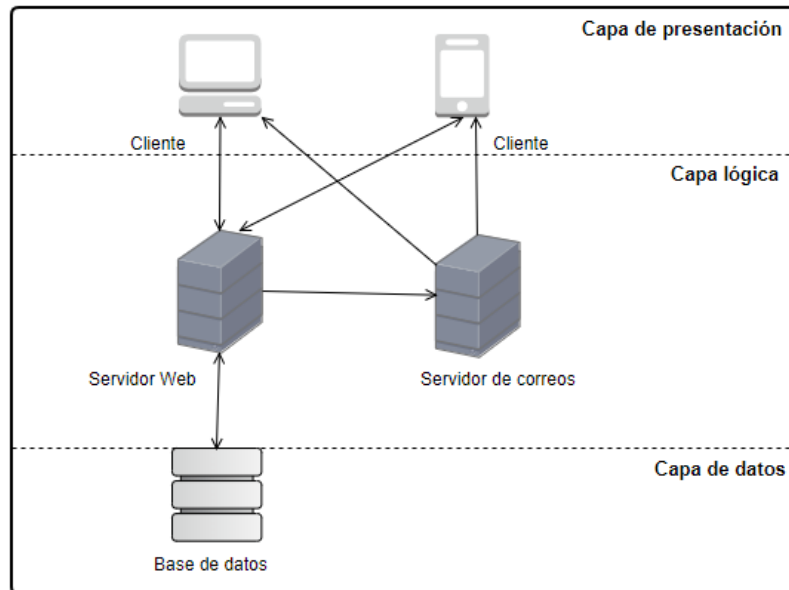 Capa de presentación
Cliente
Cliente
Capa lógica
Servidor Web
Servidor de correos
Capa de datos
Base de datos